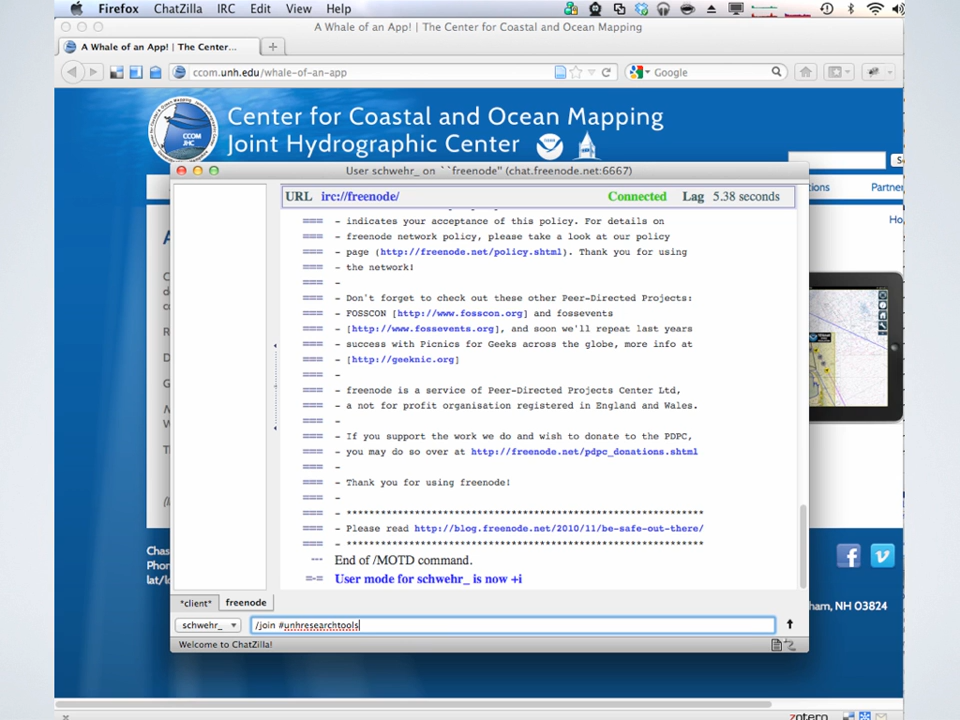 Firefox ChatZilla IRC Edit View Help
A Whale of an App! | The Center for Coastal and Ocean Mapping
A Whale of an App! | The Center...
ccom.unh.edu/whale-of-an-app
Google
Center for Coastal and Ocean Mapping
Joint Hydrographic Center
CCOM
JHC
Partner
User schwehr_ on ``freenode" (chat.freenode.net:6667)
URL irc://freenode/ Connected Lag 5.38 seconds
=== - indicates your acceptance of this policy. For details on
=== - freenode network policy, please take a look at our policy
=== - page (http://freenode.net/policy.shtml). Thank you for using
=== - the network!
=== -
=== - Don't forget to check out these other Peer-Directed Projects:
=== - FOSSCON [http://www.fosscon.org] and fossevents
=== - [http://www.fossevents.org], and soon we'll repeat last years
=== - success with Picnics for Geeks across the globe, more info at
=== - [http://geeknic.org]
=== -
=== - freenode is a service of Peer-Directed Projects Center Ltd,
=== - a not for profit organisation registered in England and Wales.
=== -
=== - If you support the work we do and wish to donate to the PDPC,
=== - you may do so over at http://freenode.net/pdpc_donations.shtml
=== -
=== - Thank you for using freenode!
=== -
=== - **************************************************************
=== - Please read http://blog.freenode.net/2010/11/be-safe-out-there/
=== - **************************************************************
--- End of /MOTD command.
=-= User mode for schwehr_ is now +i
Chas
Phon
lat/lo
ham, NH 03824
*client* freenode
schwehr_ /join #unhresearchtools
Welcome to ChatZilla!
zotero